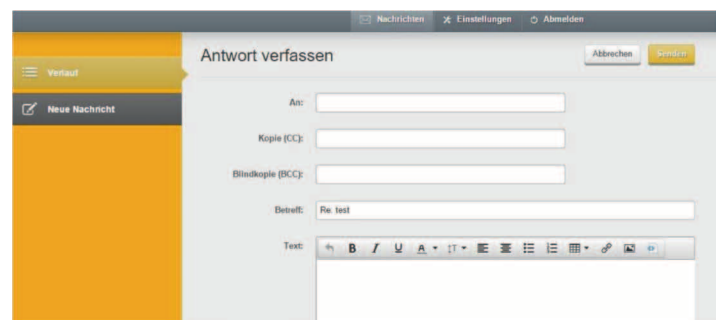 Nachrichten Einstellungen Abmelden
Antwort verfassen
Abbrechen Senden
Verlauf
Neue Nachricht
An:
Kopie (CC):
Blindkopie (BCC):
Betreff: Re: test
Text: B I U A T